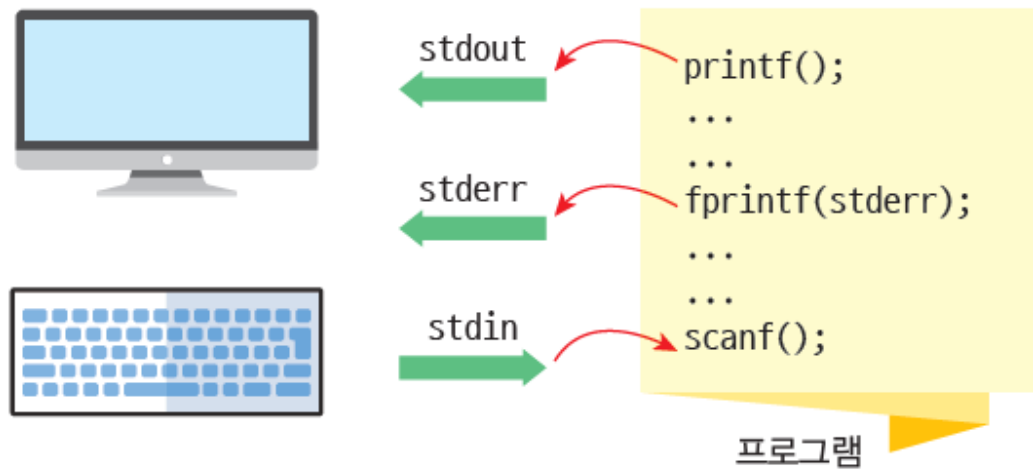 stdout
printf();
...
...
stderr
fprintf(stderr);
...
...
stdin
scanf();
프로그램